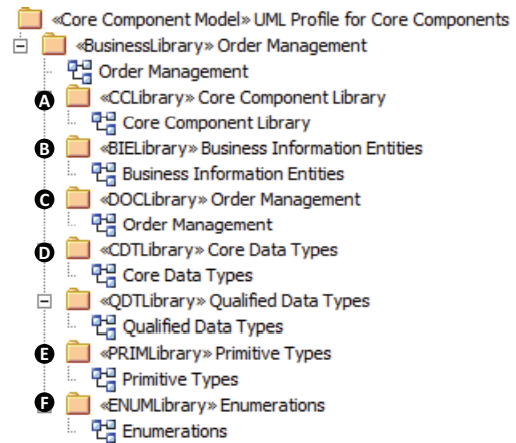 «Core Component Model» UML Profile for Core Components
«BusinessLibrary» Order Management
Order Management
A «CCLibrary» Core Component Library
Core Component Library
B «BIELibrary» Business Information Entities
Business Information Entities
C «DOCLibrary» Order Management
Order Management
D «CDTLibrary» Core Data Types
Core Data Types
«QDTLibrary» Qualified Data Types
Qualified Data Types
E «PRIMLibrary» Primitive Types
Primitive Types
F «ENUMLibrary» Enumerations
Enumerations